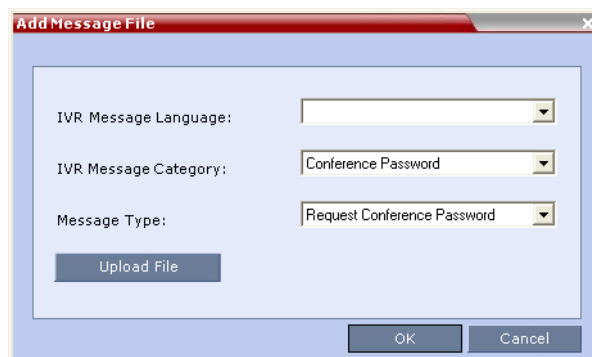 Add Message File
IVR Message Language:
IVR Message Category: Conference Password
Message Type: Request Conference Password
Upload File
OK Cancel